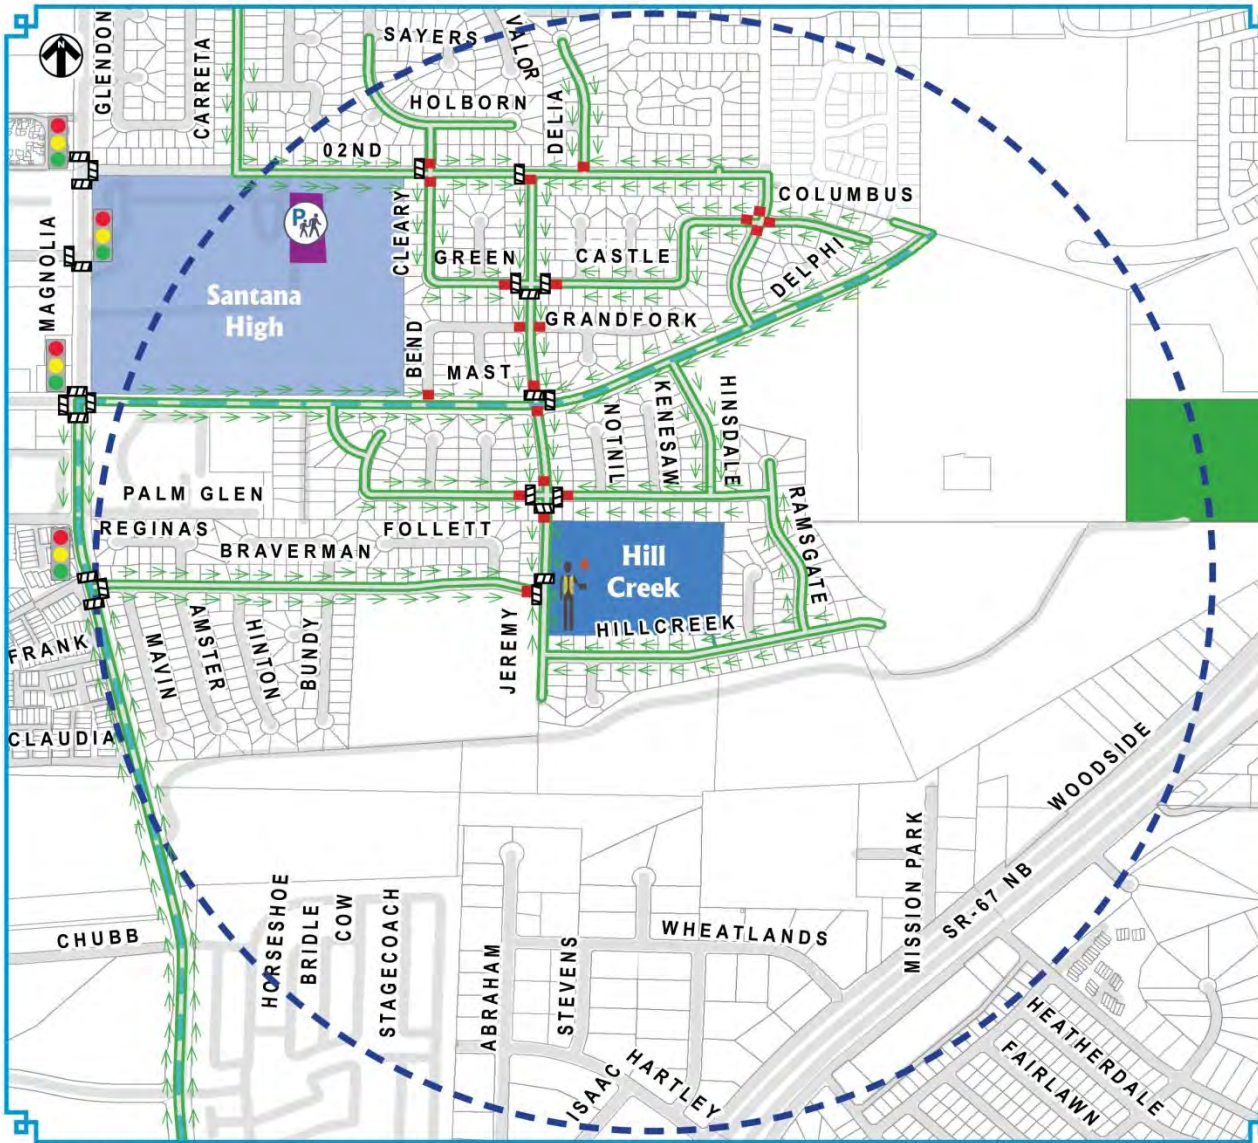 N
GLENDON
CARRETA
SAYERS
VALOR
HOLBORN
DELIA
02ND
COLUMBUS
P
CLEARY
GREEN
CASTLE
DELPHI
MAGNOLIA
Santana
High
GRANDFORK
BEND
MAST
NOTNIL
KENESAW
HINSDALE
PALM GLEN
REGINAS
FOLLETT
BRAVERMAN
RAMSGATE
Hill
Creek
HILLCREEK
JEREMY
FRANK
MAVIN
AMSTER
HINTON
BUNDY
CLAUDIA
WOODSIDE
MISSION PARK
SR-67 NB
CHUBB
HORSESHOE
BRIDLE
COW
STAGECOACH
ABRAHAM
STEVENS
WHEATLANDS
ISAAC
HARTLEY
HEATHERDALE
FAIRLAWN